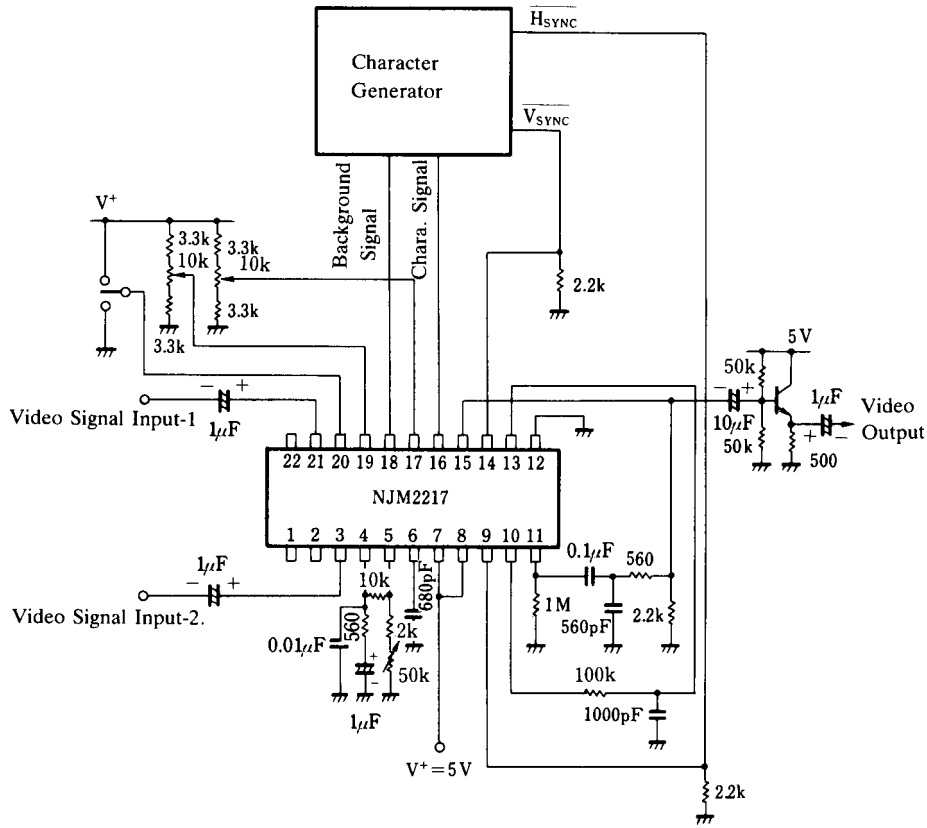 H̅S̅Y̅N̅C̅
Character
Generator
V̅S̅Y̅N̅C̅
Background
Signal
Chara. Signal
V⁺
3.3k
3.3k
10k
10k
3.3k
3.3k
2.2k
5V
50k
− +
− +
1μF
Video
Video Signal Input-1
1μF
10μF
+ −
Output
50k
500
22 21 20 19 18 17 16 15 14 13 12
NJM2217
1 2 3 4 5 6 7 8 9 10 11
1μF
− +
Video Signal Input-2.
10k
680pF
0.1μF
560
560
1M
560pF
2.2k
0.01μF
2k
+
−
50k
1μF
100k
1000pF
V⁺=5V
2.2k